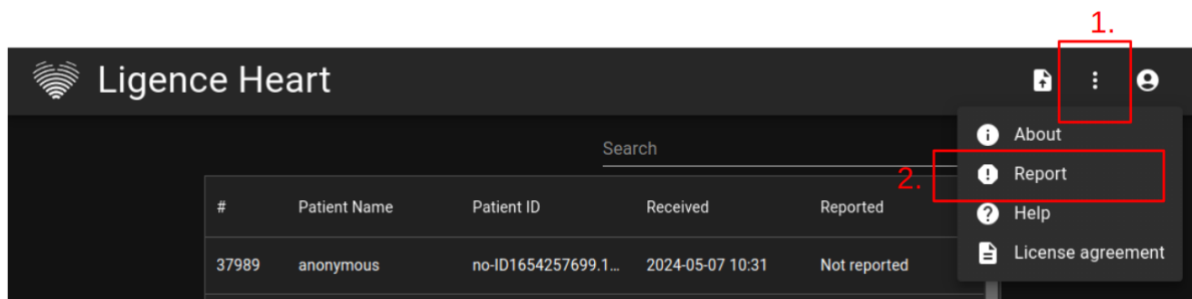 1.
Ligence Heart
About
Search
2.
Report
# Patient Name Patient ID Received Reported
Help
37989 anonymous no-ID1654257699.1... 2024-05-07 10:31 Not reported
License agreement